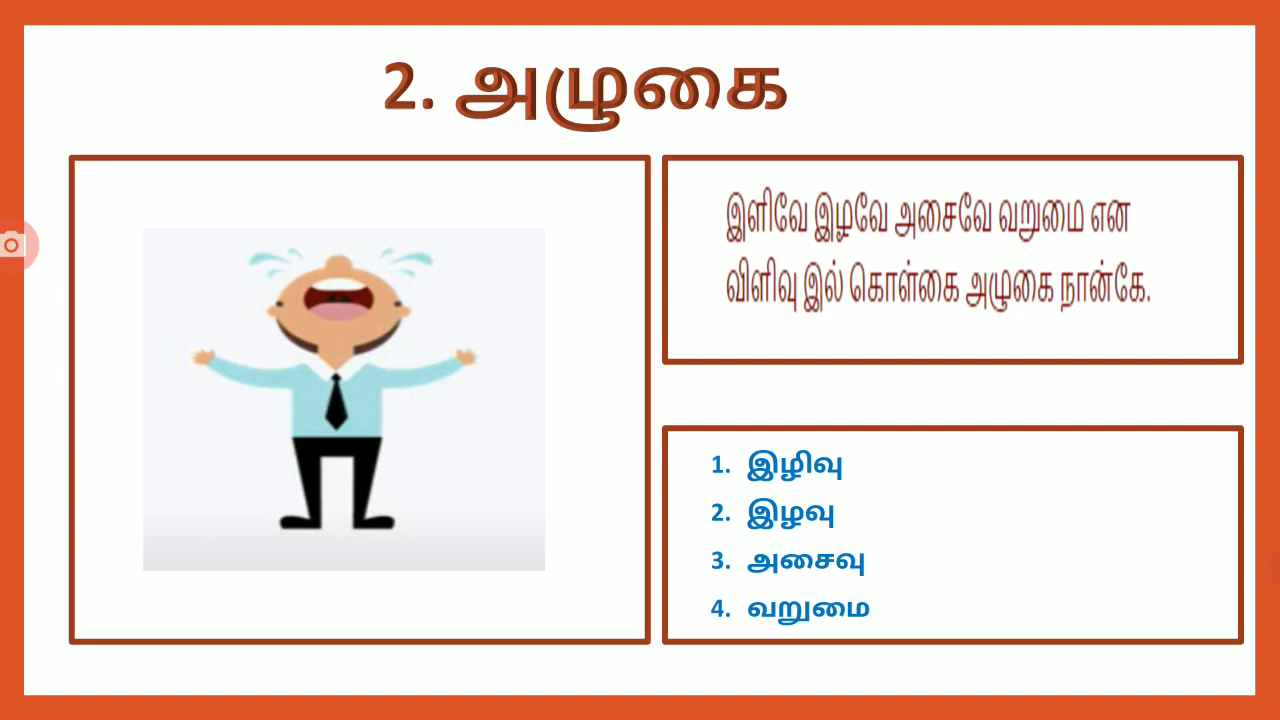 2. அழுகை
இளிவே இழவே அசைவே வறுமை என
விளிவு இல் கொள்கை அழுகை நான்கே.
1. இழிவு
2. இழவு
3. அசைவு
4. வறுமை